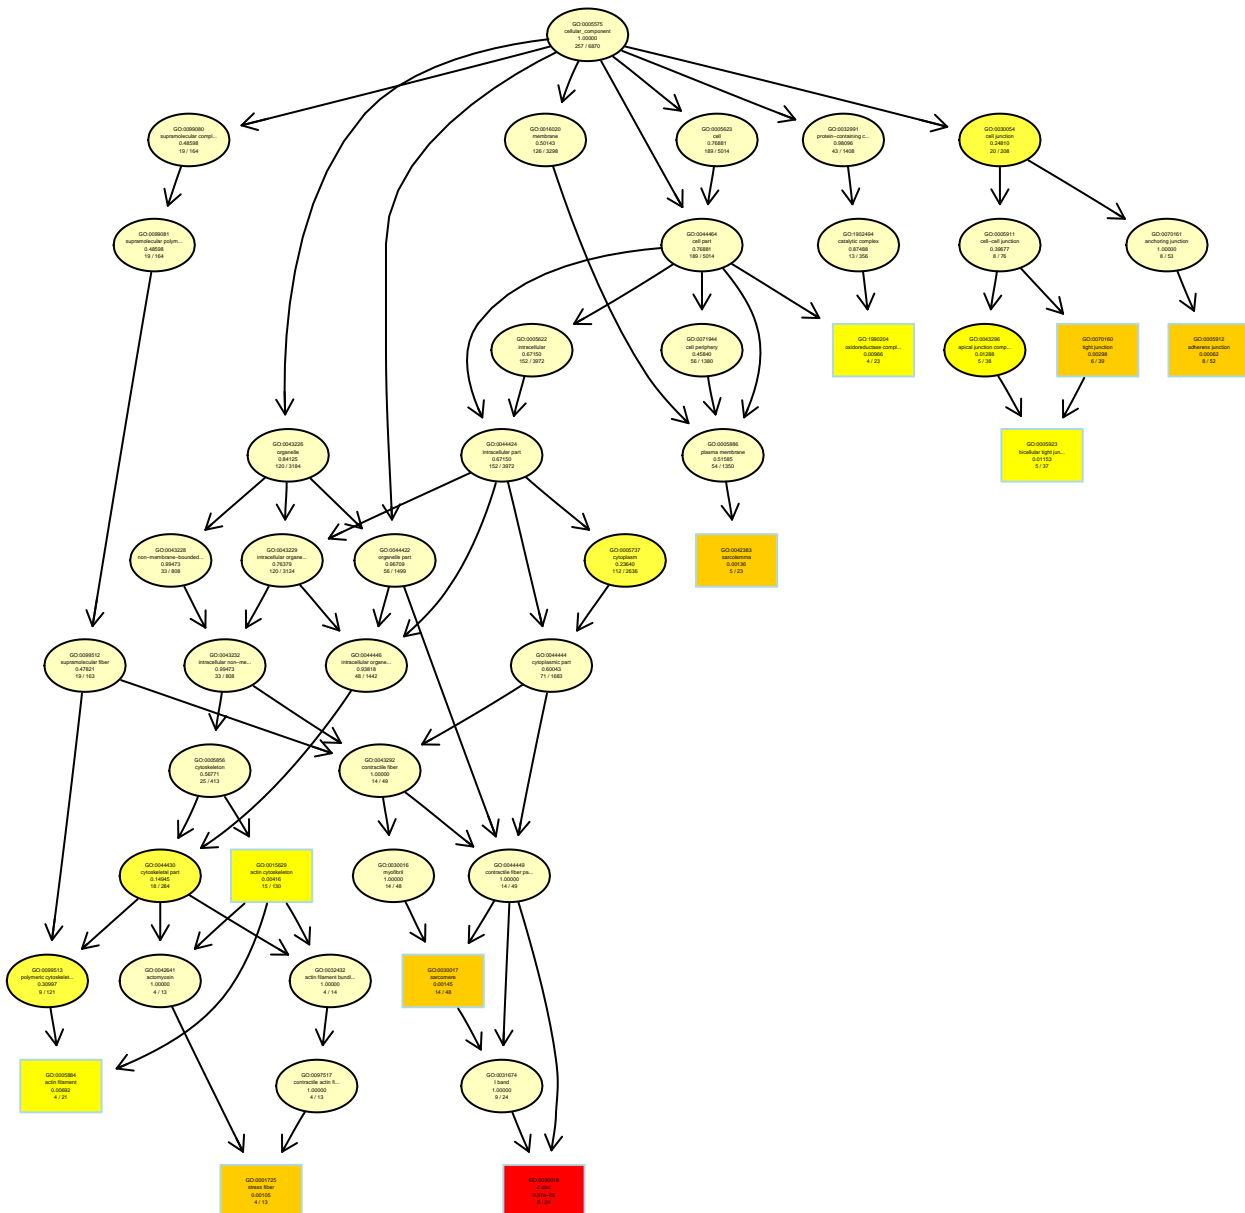 GO:0005575
cellular_component
1.00000
257 / 6870
GO:0099080
supramolecular compl...
0.48598
19 / 164
GO:0016020
membrane
0.50143
126 / 3298
GO:0005623
cell
0.76881
189 / 5014
GO:0032991
protein−containing c...
0.98096
43 / 1408
GO:0030054
cell junction
0.24810
20 / 208
GO:0099081
supramolecular polym...
0.48598
19 / 164
GO:0044464
cell part
0.76881
189 / 5014
GO:1902494
catalytic complex
0.87488
13 / 356
GO:0005911
cell−cell junction
0.39677
8 / 76
GO:0070161
anchoring junction
1.00000
8 / 53
GO:0005622
intracellular
0.67150
152 / 3972
GO:0071944
cell periphery
0.45840
56 / 1380
GO:1990204
oxidoreductase compl...
0.00966
4 / 23
GO:0043296
apical junction comp...
0.01288
5 / 38
GO:0070160
tight junction
0.00298
6 / 39
GO:0005912
adherens junction
0.00062
8 / 52
GO:0043226
organelle
0.84125
120 / 3184
GO:0044424
intracellular part
0.67150
152 / 3972
GO:0005886
plasma membrane
0.51585
54 / 1350
GO:0005923
bicellular tight jun...
0.01153
5 / 37
GO:0043228
non−membrane−bounded...
0.99473
33 / 808
GO:0043229
intracellular organe...
0.76379
120 / 3124
GO:0044422
organelle part
0.96709
56 / 1499
GO:0005737
cytoplasm
0.23640
112 / 2636
GO:0042383
sarcolemma
0.00136
5 / 23
GO:0099512
supramolecular fiber
0.47821
19 / 163
GO:0043232
intracellular non−me...
0.99473
33 / 808
GO:0044446
intracellular organe...
0.93818
48 / 1442
GO:0044444
cytoplasmic part
0.60043
71 / 1683
GO:0005856
cytoskeleton
0.56771
25 / 413
GO:0043292
contractile fiber
1.00000
14 / 49
GO:0044430
cytoskeletal part
0.14945
18 / 284
GO:0015629
actin cytoskeleton
0.00416
15 / 130
GO:0030016
myofibril
1.00000
14 / 48
GO:0044449
contractile fiber pa...
1.00000
14 / 49
GO:0099513
polymeric cytoskelet...
0.30997
9 / 121
GO:0042641
actomyosin
1.00000
4 / 13
GO:0032432
actin filament bundl...
1.00000
4 / 14
GO:0030017
sarcomere
0.00145
14 / 48
GO:0005884
actin filament
0.00692
4 / 21
GO:0097517
contractile actin fi...
1.00000
4 / 13
GO:0031674
I band
1.00000
9 / 24
GO:0001725
stress fiber
0.00105
4 / 13
GO:0030018
Z disc